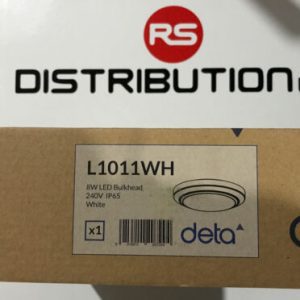 RS
DISTRIBUTION
L1011WH
8W LED Bulkhead
240V IP65
White
x1
deta